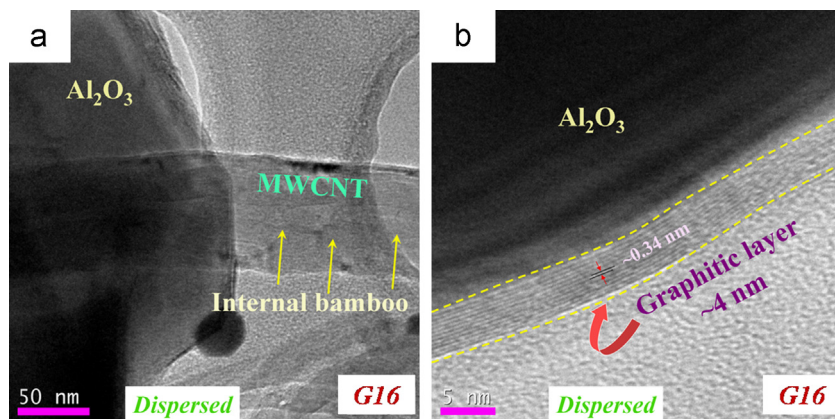 a
Al₂O₃
MWCNT
Internal bamboo
50 nm
Dispersed
G16
b
Al₂O₃
~0.34 nm
Graphitic layer
~4 nm
5 nm
Dispersed
G16